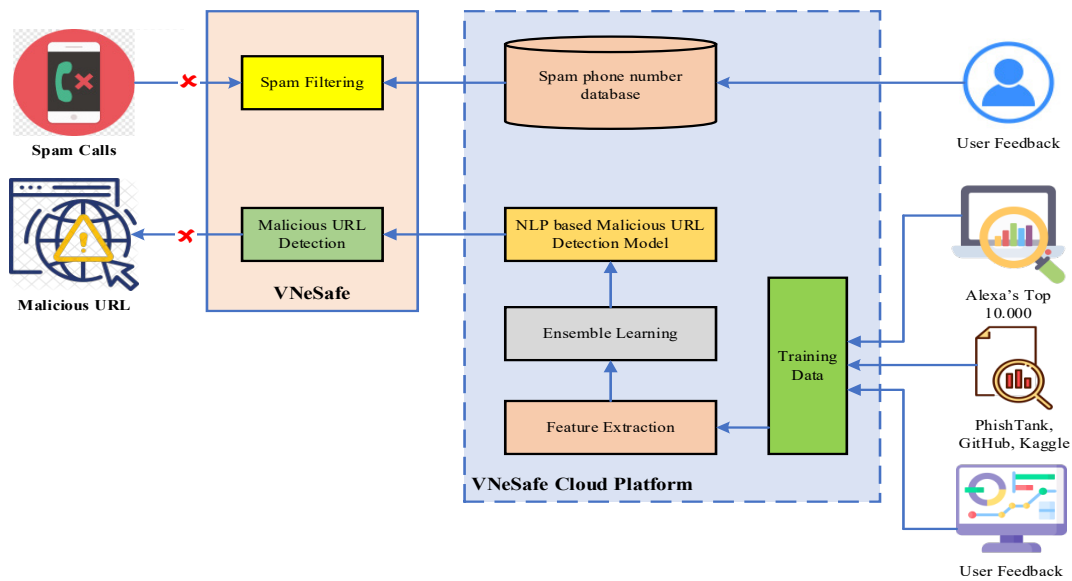 Spam Calls
Malicious URL
Spam Filtering
Malicious URL
Detection
VNeSafe
Spam phone number
database
NLP based Malicious URL
Detection Model
Ensemble Learning
Feature Extraction
Training
Data
VNeSafe Cloud Platform
User Feedback
Alexa's Top
10.000
PhishTank,
GitHub, Kaggle
User Feedback